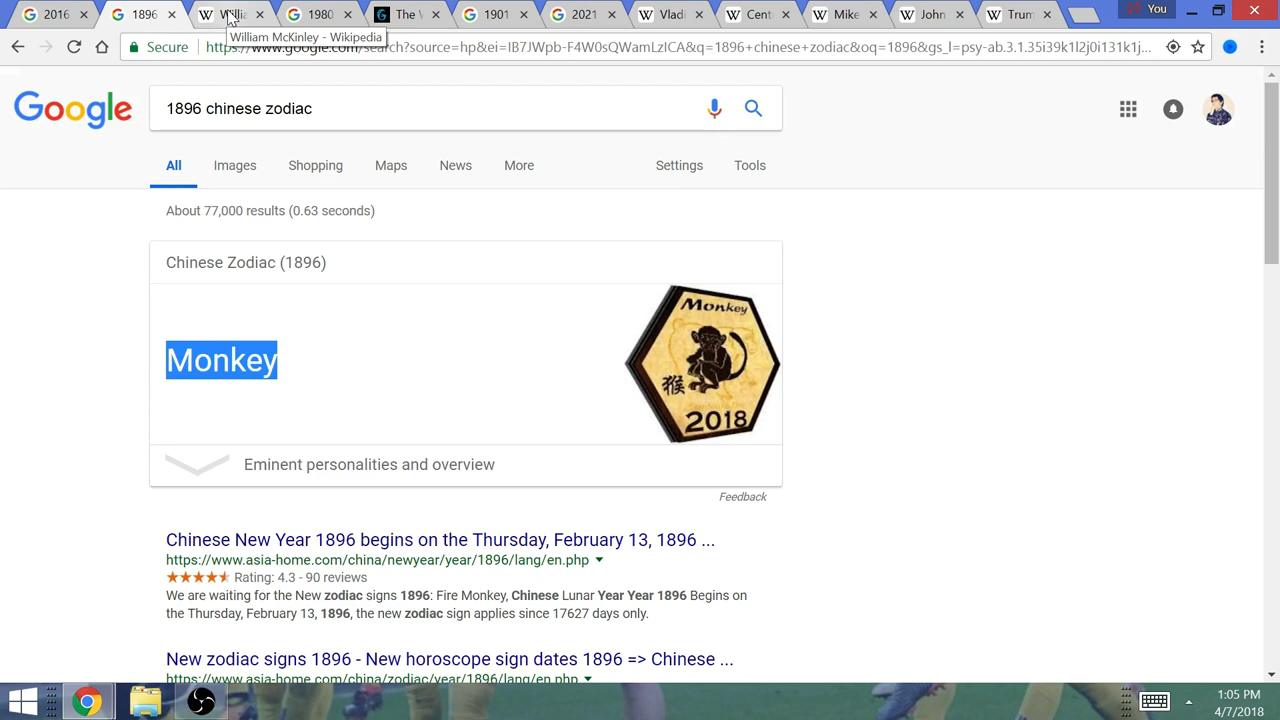 2016
1896
Willia
1980
The V
1901
2021
Vladi
Cent
Mike
John
Trum
You
William McKinley - Wikipedia
Secure
https://www.google.com/search?source=hp&ei=IB7JWpb-F4W0sQWamLzICA&q=1896+chinese+zodiac&oq=1896&gs_l=psy-ab.3.1.35i39k1l2j0i131k1j...
Google
1896 chinese zodiac
All
Images
Shopping
Maps
News
More
Settings
Tools
About 77,000 results (0.63 seconds)
Chinese Zodiac (1896)
Monkey
Monkey
猴
2018
Eminent personalities and overview
Feedback
Chinese New Year 1896 begins on the Thursday, February 13, 1896 ...
https://www.asia-home.com/china/newyear/year/1896/lang/en.php
Rating: 4.3 - 90 reviews
We are waiting for the New zodiac signs 1896: Fire Monkey, Chinese Lunar Year Year 1896 Begins on
the Thursday, February 13, 1896, the new zodiac sign applies since 17627 days only.
New zodiac signs 1896 - New horoscope sign dates 1896 => Chinese ...
https://www.asia-home.com/china/zodiac/year/1896/lang/en.php
1:05 PM
4/7/2018